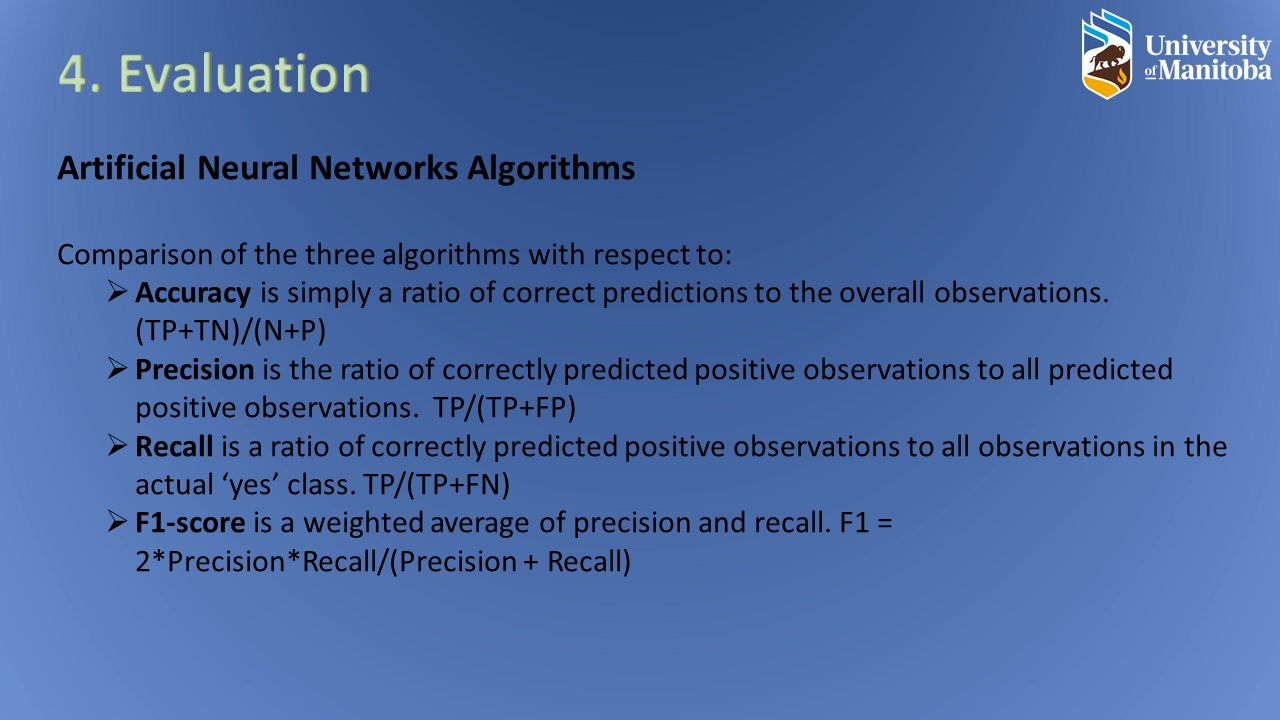 4. Evaluation
University
of Manitoba
Artificial Neural Networks Algorithms
Comparison of the three algorithms with respect to:
➢ Accuracy is simply a ratio of correct predictions to the overall observations.
(TP+TN)/(N+P)
➢ Precision is the ratio of correctly predicted positive observations to all predicted
positive observations.  TP/(TP+FP)
➢ Recall is a ratio of correctly predicted positive observations to all observations in the
actual ‘yes’ class. TP/(TP+FN)
➢ F1-score is a weighted average of precision and recall. F1 =
2*Precision*Recall/(Precision + Recall)